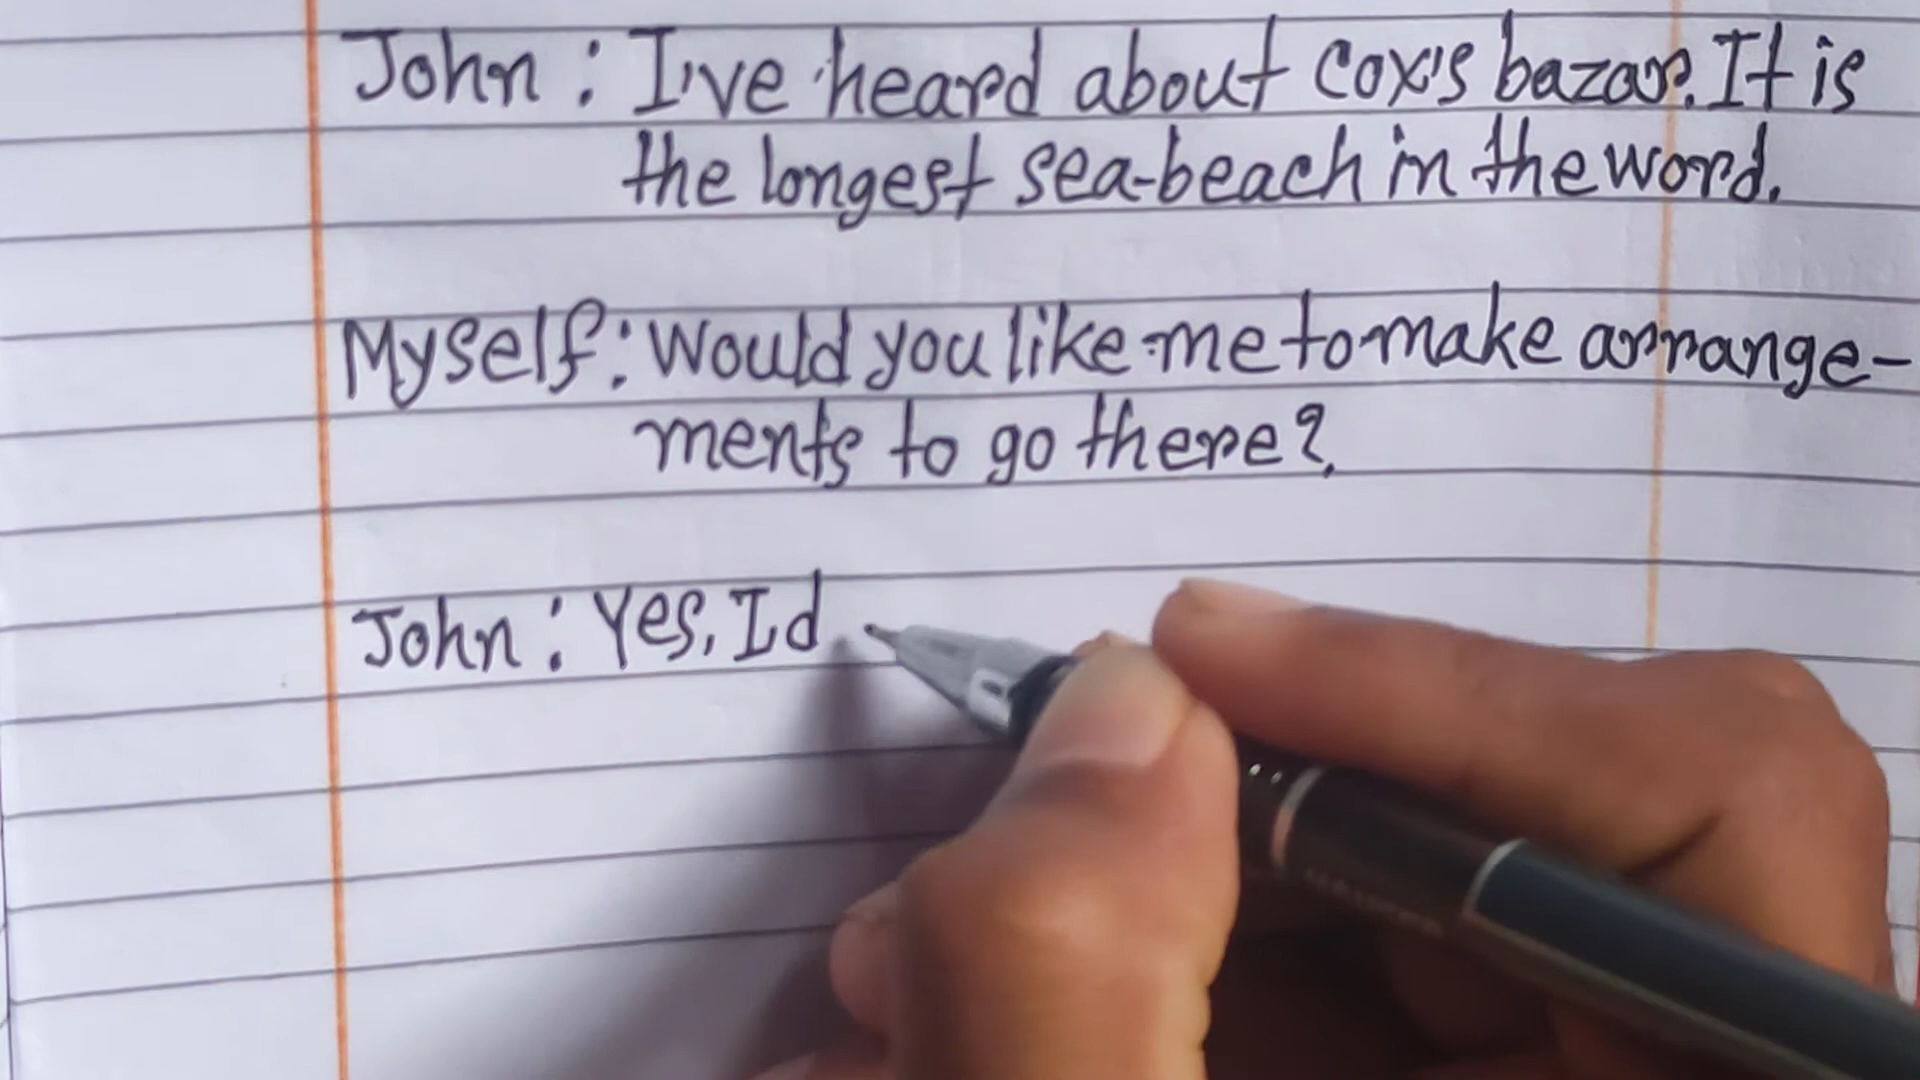 John : I've heard about cox's bazar. It is
the longest sea-beach in the word.
Myself : Would you like me to make arrange-
ments to go there?
John : Yes, Id